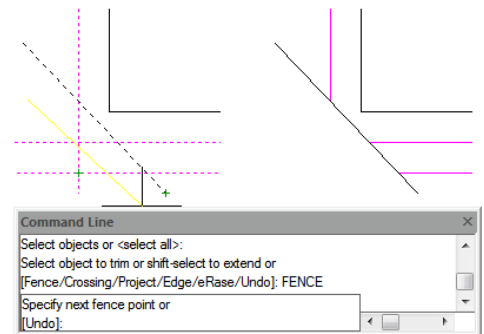 Command Line
Select objects or <select all>:
Select object to trim or shift-select to extend or
[Fence/Crossing/Project/Edge/eRase/Undo]: FENCE
Specify next fence point or
[Undo]: